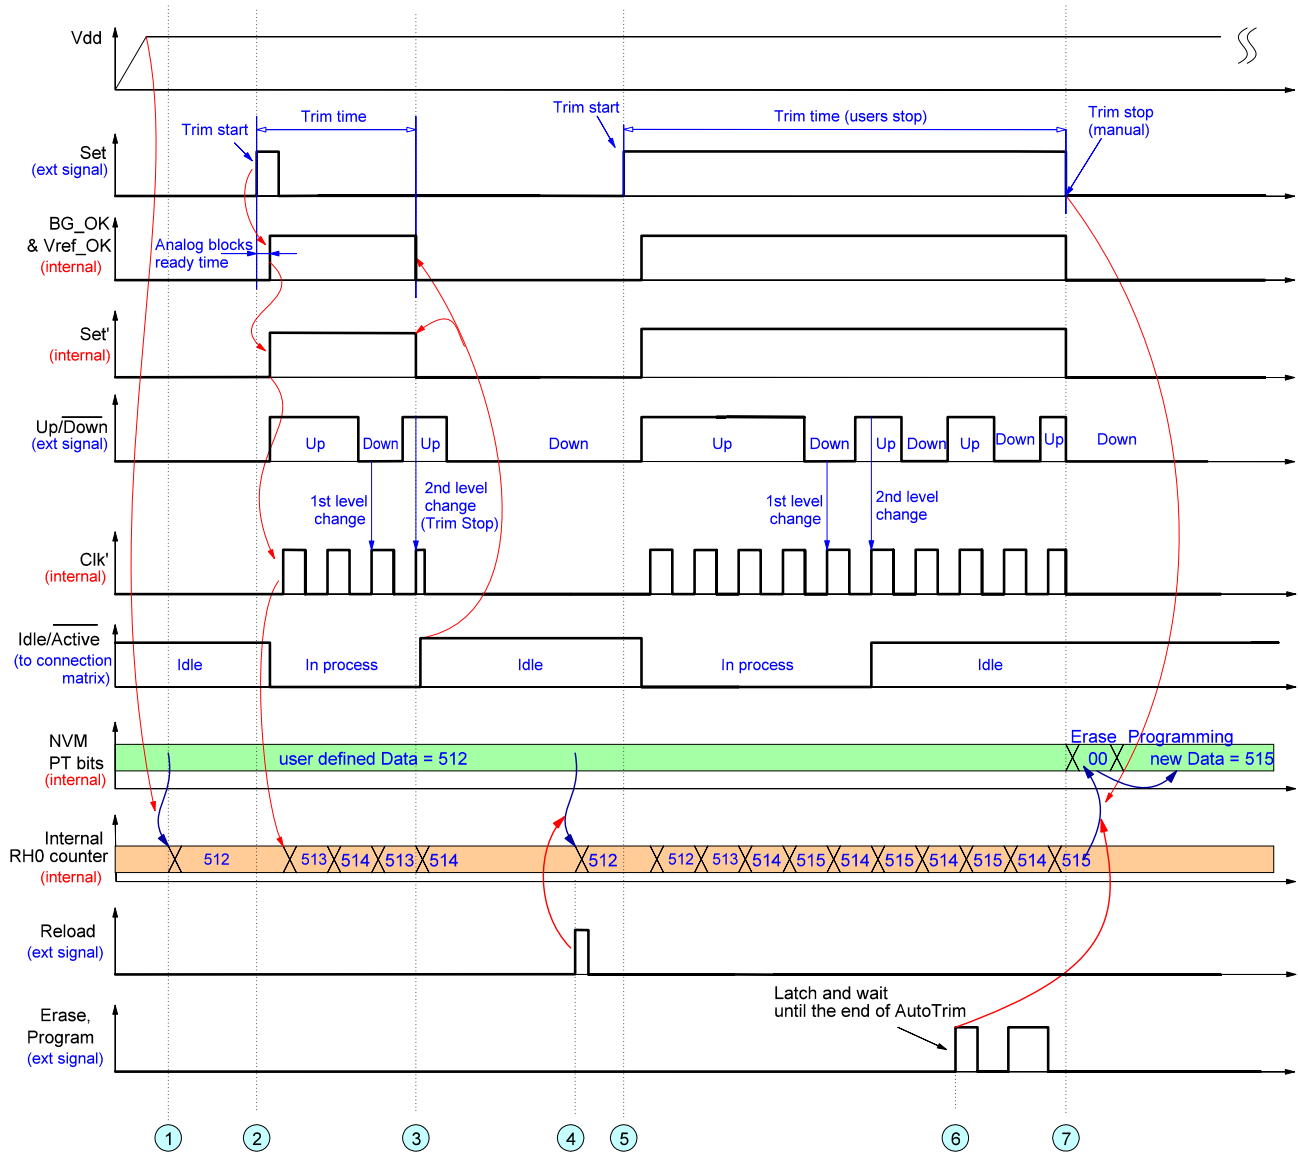 Vdd
Trim start
Trim time
Trim start
Trim time (users stop)
Trim stop
(manual)
Set
(ext signal)
BG_OK
& Vref_OK
(internal)
Analog blocks
ready time
Set'
(internal)
Up/Down
(ext signal)
Up
Down
Up
Down
Up
Down
Up
Down
Up
Down
Up
Down
1st level
change
2nd level
change
(Trim Stop)
1st level
change
2nd level
change
Clk'
(internal)
Idle/Active
(to connection
matrix)
Idle
In process
Idle
In process
Idle
NVM
PT bits
(internal)
user defined Data = 512
Erase
Programming
00
new Data = 515
Internal
RH0 counter
(internal)
512
513
514
513
514
512
512
513
514
515
514
515
514
515
514
515
Reload
(ext signal)
Erase,
Program
(ext signal)
Latch and wait
until the end of AutoTrim
1
2
3
4
5
6
7